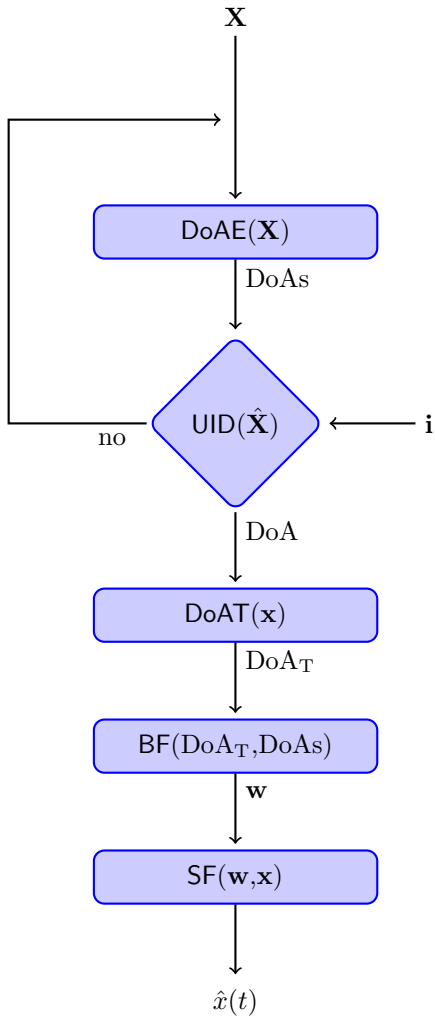 𝐗
DoAE(𝐗)
DoAs
UID(𝐗̂)
𝐢
no
DoA
DoAT(𝐱)
DoA_T
BF(DoA_T,DoAs)
𝐰
SF(𝐰,𝐱)
x̂(t)